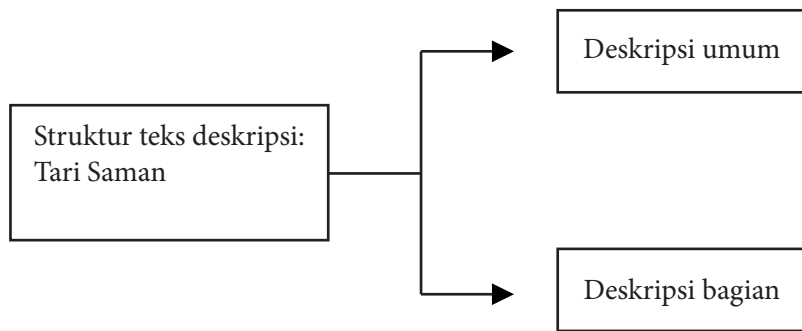 Deskripsi umum
Struktur teks deskripsi:
Tari Saman
Deskripsi bagian